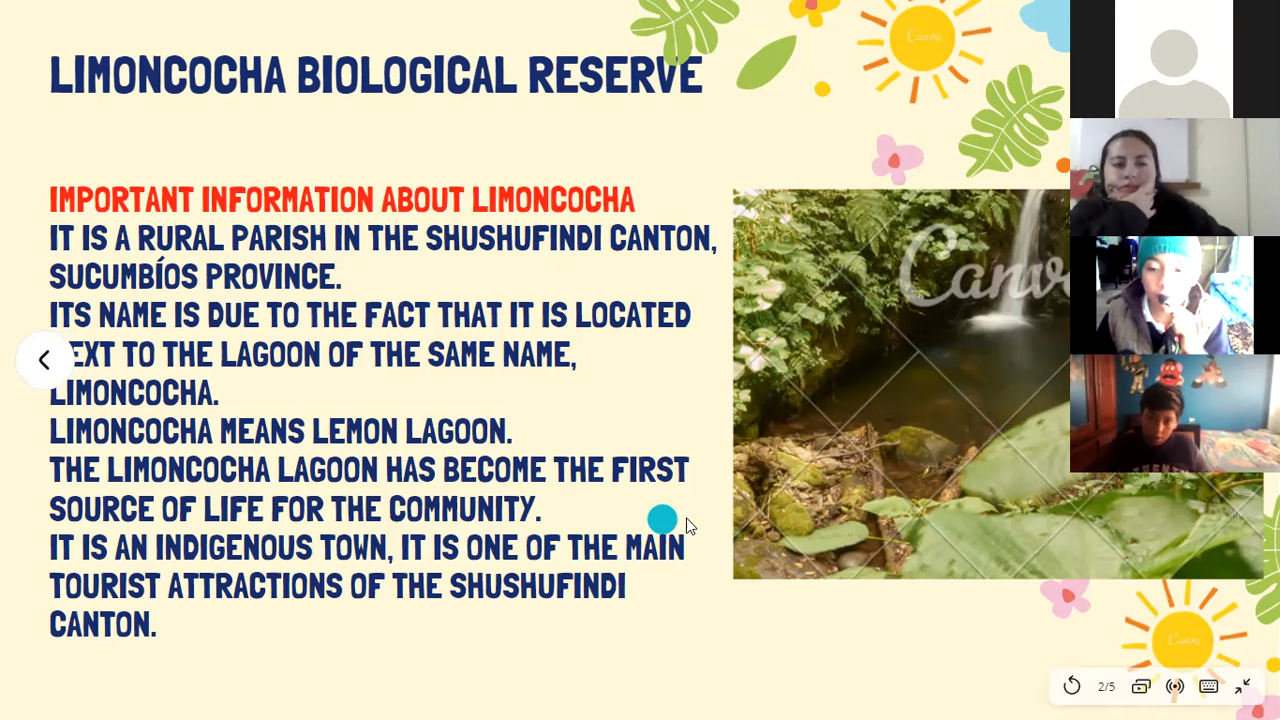 LIMONCOCHA BIOLOGICAL RESERVE
IMPORTANT INFORMATION ABOUT LIMONCOCHA
IT IS A RURAL PARISH IN THE SHUSHUFINDI CANTON,
SUCUMBÍOS PROVINCE.
ITS NAME IS DUE TO THE FACT THAT IT IS LOCATED
EXT TO THE LAGOON OF THE SAME NAME,
LIMONCOCHA.
LIMONCOCHA MEANS LEMON LAGOON.
THE LIMONCOCHA LAGOON HAS BECOME THE FIRST
SOURCE OF LIFE FOR THE COMMUNITY.
IT IS AN INDIGENOUS TOWN, IT IS ONE OF THE MAIN
TOURIST ATTRACTIONS OF THE SHUSHUFINDI
CANTON.
Canva
Canv
Canva
2/5